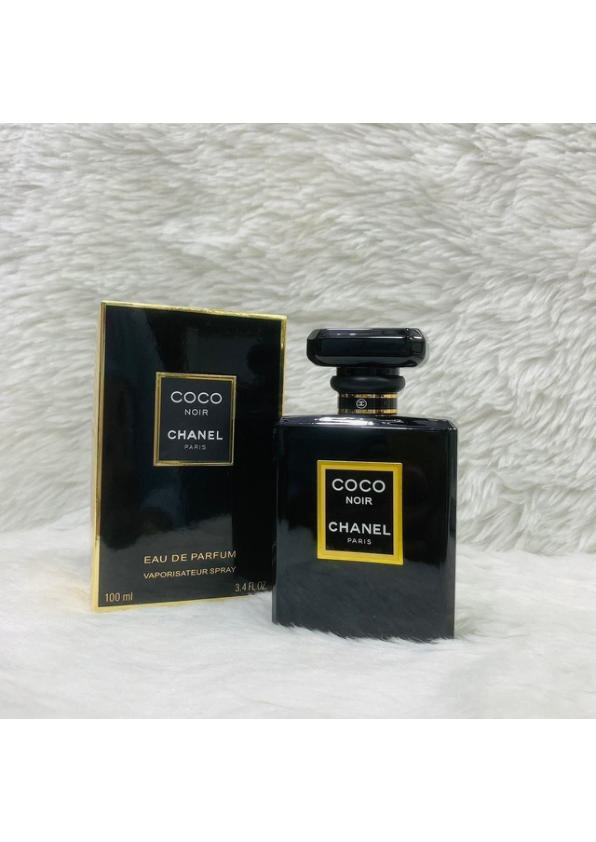 COCO
NOIR
CHANEL
PARIS
EAU DE PARFUM
VAPORISATEUR SPRAY
100 ml
3.4 FL OZ
COCO
NOIR
CHANEL
PARIS